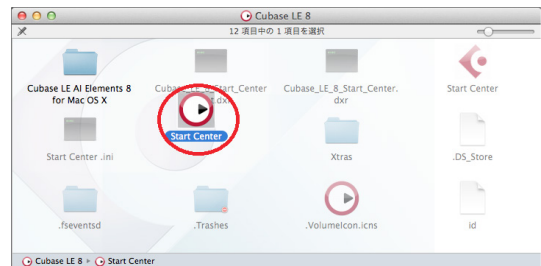 Cubase LE 8
12 項目中の 1 項目を選択
Cubase LE AI Elements 8
for Mac OS X
Cubase_LE_8_Start_Center
t.dxr
Cubase_LE_8_Start_Center.
dxr
Start Center
Start Center .ini
Start Center
Xtras
.DS_Store
.fseventsd
.Trashes
.VolumeIcon.icns
id
Cubase LE 8 ▸ Start Center